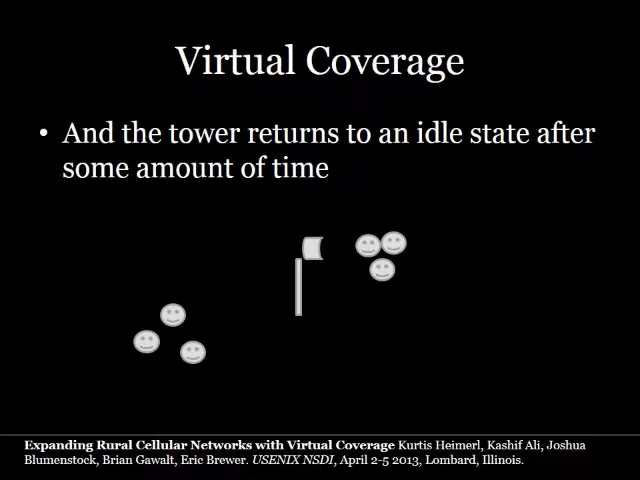 Virtual Coverage
• And the tower returns to an idle state after
some amount of time
Expanding Rural Cellular Networks with Virtual Coverage Kurtis Heimerl, Kashif Ali, Joshua
Blumenstock, Brian Gawalt, Eric Brewer. USENIX NSDI, April 2-5 2013, Lombard, Illinois.